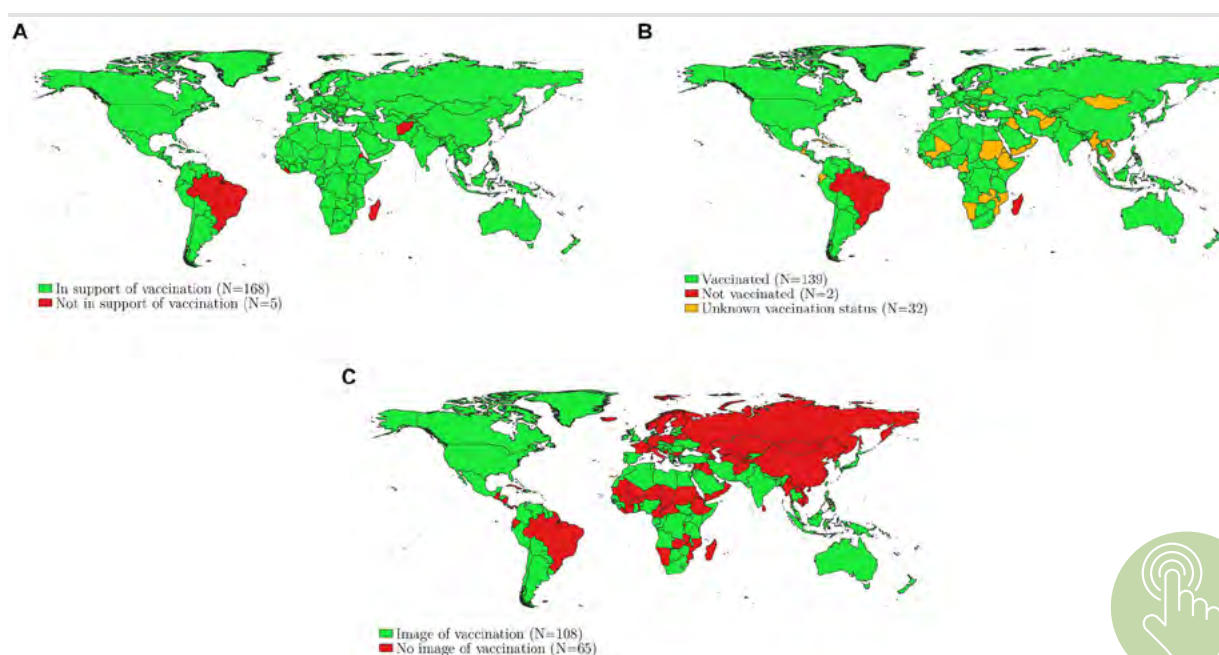 A
In support of vaccination (N=168)
Not in support of vaccination (N=5)
B
Vaccinated (N=139)
Not vaccinated (N=2)
Unknown vaccination status (N=32)
C
Image of vaccination (N=108)
No image of vaccination (N=65)